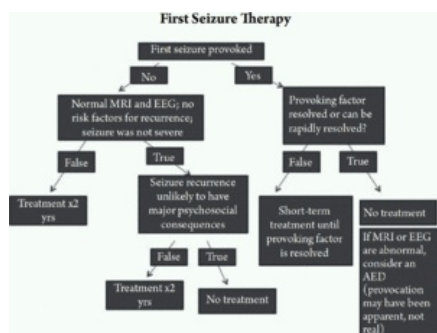 First Seizure Therapy
First seizure provoked
No
Yes
Normal MRI and EEG; no
risk factors for recurrence;
seizure was not severe
Provoking factor
resolved or can be
rapidly resolved?
False
True
False
True
Treatment x2
yrs
Seizure recurrence
unlikely to have
major psychosocial
consequences
Short-term
treatment until
provoking factor
is resolved
No treatment
If MRI or EEG
are abnormal,
consider an
AED
(provocation
may have been
apparent, not
real)
False
True
Treatment x2
yrs
No treatment